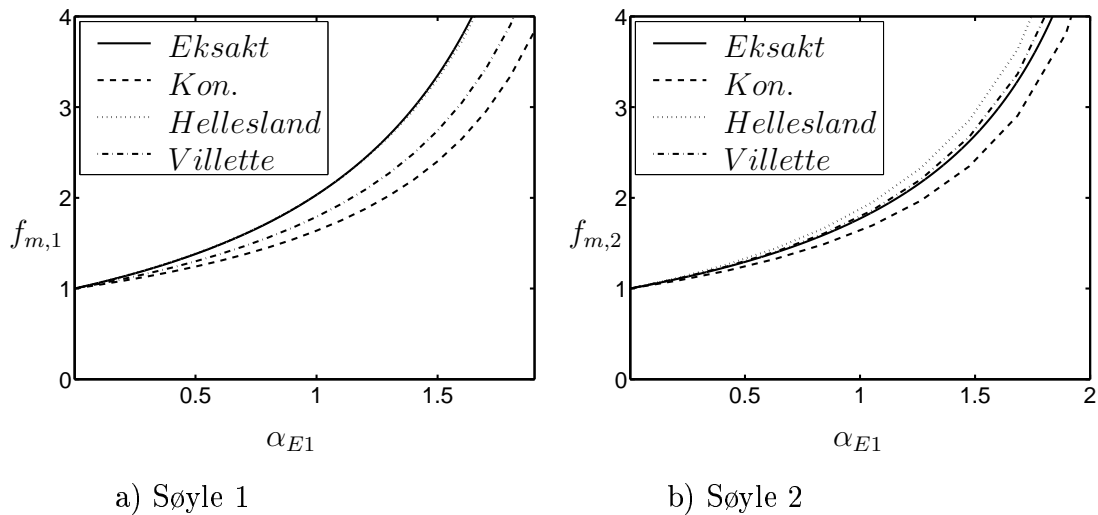 4
3
2
1
0
f_{m,1}
Eksakt
Kon.
Hellesland
Villette
0.5 1 1.5
α_{E1}
a) Søyle 1
4
3
2
1
0
f_{m,2}
Eksakt
Kon.
Hellesland
Villette
0.5 1 1.5 2
α_{E1}
b) Søyle 2